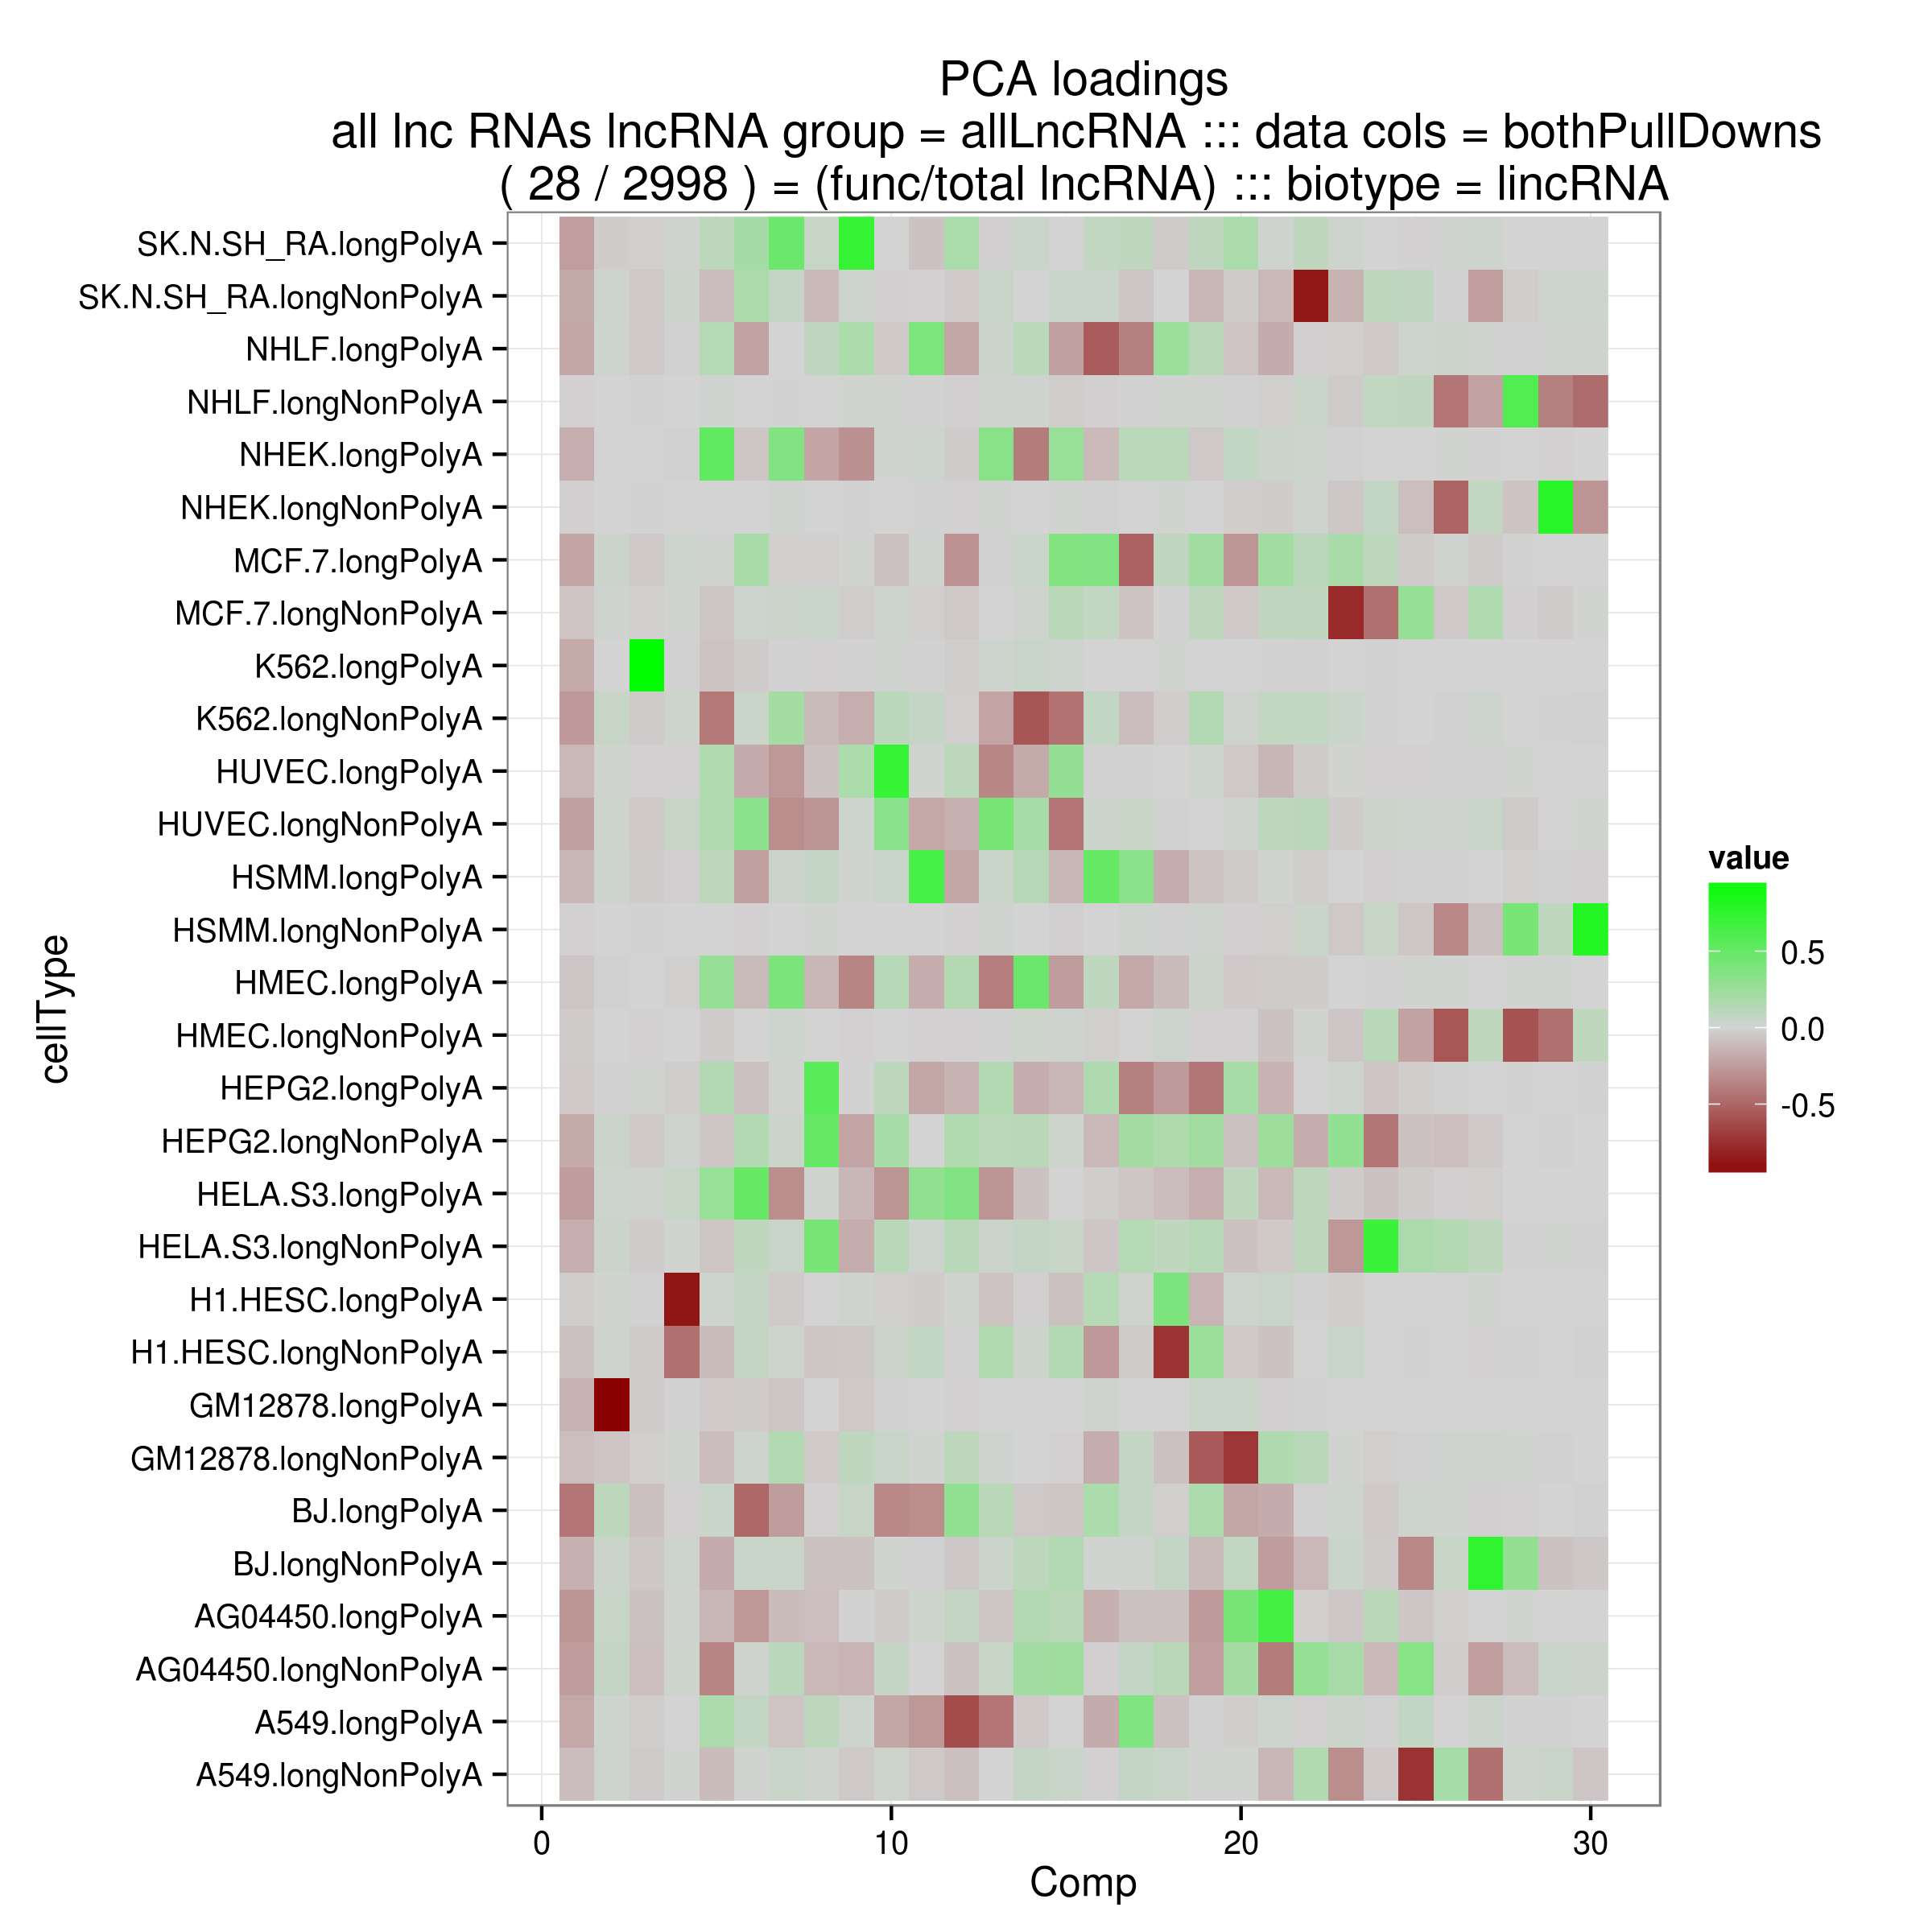 PCA loadings
all lnc RNAs lncRNA group = allLncRNA ::: data cols = bothPullDowns
( 28 / 2998 ) = (func/total lncRNA) ::: biotype = lincRNA
SK.N.SH_RA.longPolyA
SK.N.SH_RA.longNonPolyA
NHLF.longPolyA
NHLF.longNonPolyA
NHEK.longPolyA
NHEK.longNonPolyA
MCF.7.longPolyA
MCF.7.longNonPolyA
K562.longPolyA
K562.longNonPolyA
HUVEC.longPolyA
HUVEC.longNonPolyA
HSMM.longPolyA
HSMM.longNonPolyA
HMEC.longPolyA
HMEC.longNonPolyA
HEPG2.longPolyA
HEPG2.longNonPolyA
HELA.S3.longPolyA
HELA.S3.longNonPolyA
H1.HESC.longPolyA
H1.HESC.longNonPolyA
GM12878.longPolyA
GM12878.longNonPolyA
BJ.longPolyA
BJ.longNonPolyA
AG04450.longPolyA
AG04450.longNonPolyA
A549.longPolyA
A549.longNonPolyA
cellType
0 10 20 30
Comp
value
0.5
0.0
-0.5